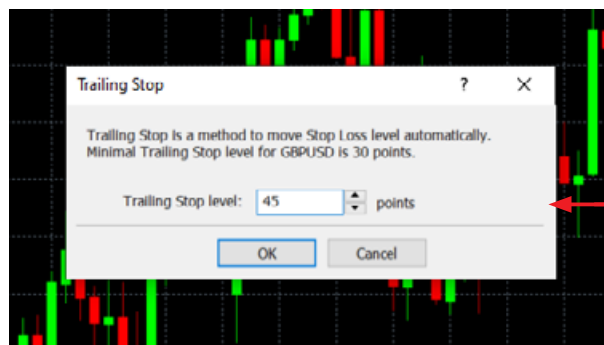 Trailing Stop ?
Trailing Stop is a method to move Stop Loss level automatically.
Minimal Trailing Stop level for GBPUSD is 30 points.
Trailing Stop level: 45 points
OK Cancel